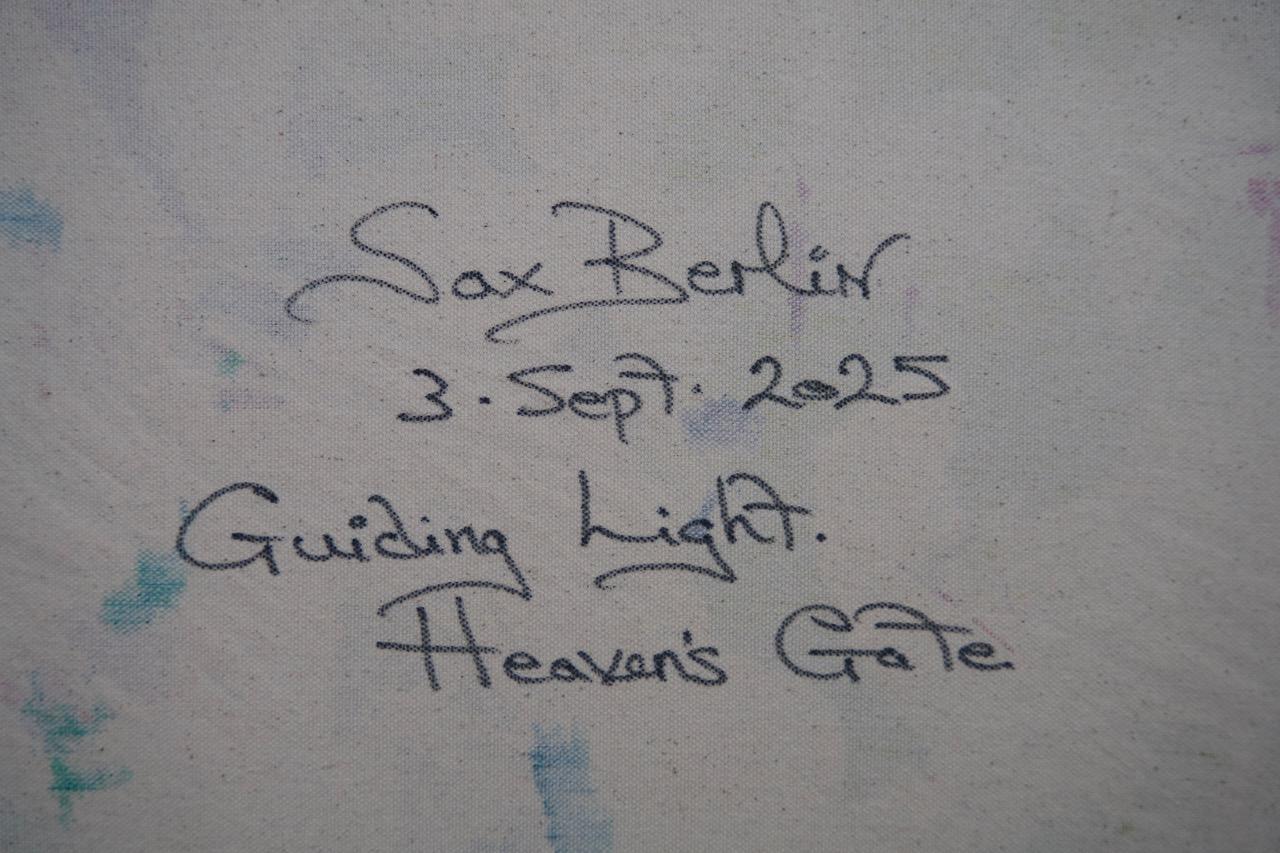 Sax Berlin
3. Sept. 2025
Guiding Light.
Heaven's Gate